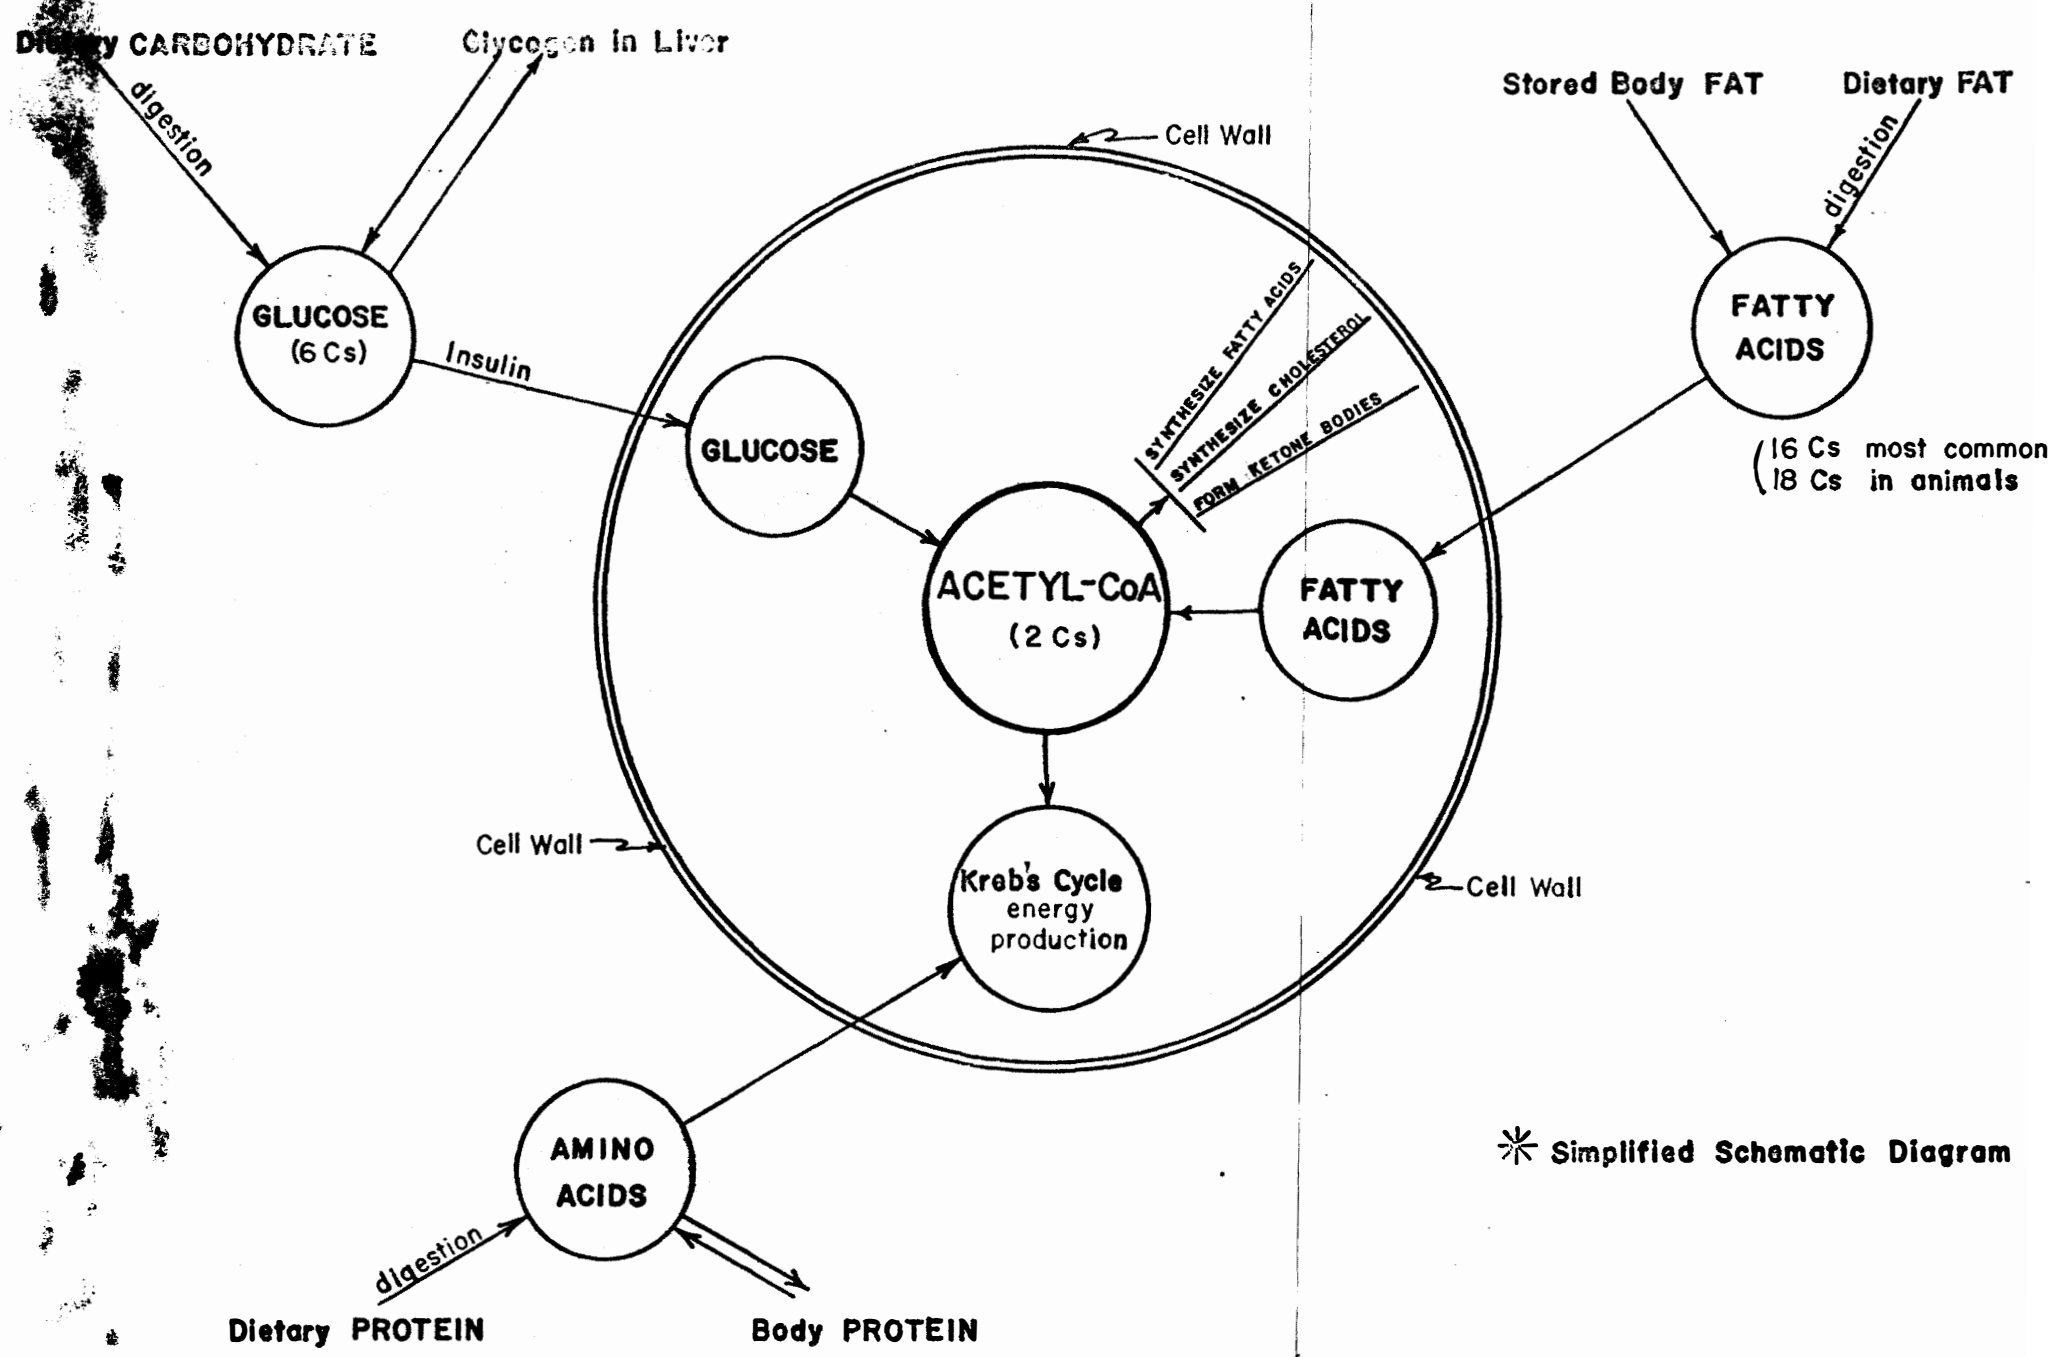 Dietary CARBOHYDRATE
Glycogen in Liver
digestion
Stored Body FAT
Dietary FAT
digestion
Cell Wall
GLUCOSE
(6 Cs)
Insulin
SYNTHESIZE FATTY ACIDS
SYNTHESIZE CHOLESTEROL
FORM KETONE BODIES
FATTY
ACIDS
16 Cs most common
18 Cs in animals
GLUCOSE
ACETYL-CoA
(2 Cs)
FATTY
ACIDS
Cell Wall
Kreb's Cycle
energy
production
Cell Wall
AMINO
ACIDS
digestion
Dietary PROTEIN
Body PROTEIN
* Simplified Schematic Diagram